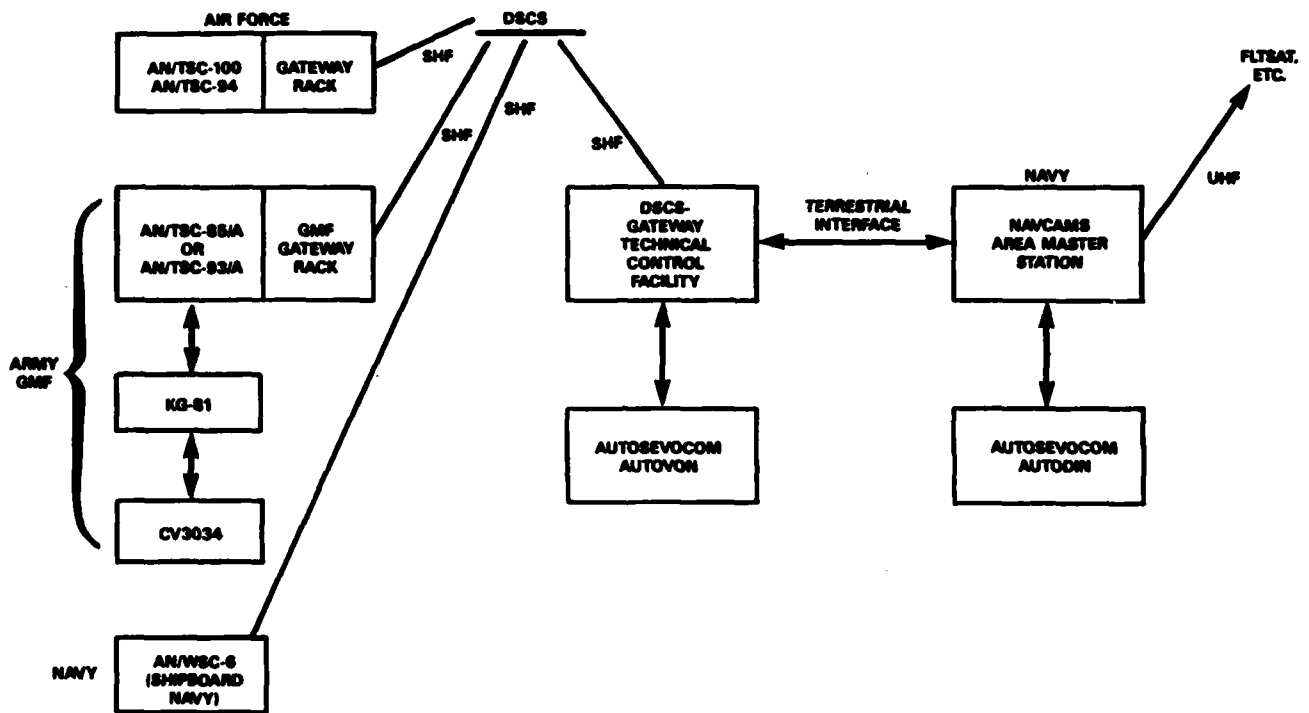 AIR FORCE
DSCS
AN/TSC-100
AN/TSC-94
GATEWAY
RACK
SHF
SHF
SHF
SHF
FLTSAT,
ETC.
UHF
ARMY
GMF
AN/TSC-85/A
OR
AN/TSC-93/A
GMF
GATEWAY
RACK
DSCS-
GATEWAY
TECHNICAL
CONTROL
FACILITY
TERRESTRIAL
INTERFACE
NAVY
NAVCAMS
AREA MASTER
STATION
KG-81
CV3034
AUTOSEVOCOM
AUTOVON
AUTOSEVOCOM
AUTODIN
NAVY
AN/WSC-6
(SHIPBOARD
NAVY)